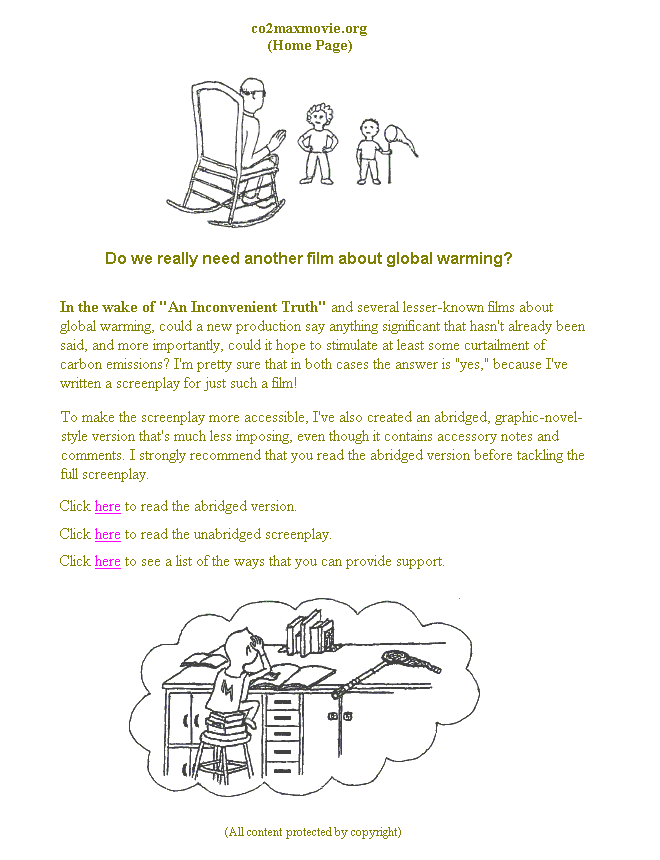 co2maxmovie.org
(Home Page)
Do we really need another film about global warming?
In the wake of "An Inconvenient Truth" and several lesser-known films about
global warming, could a new production say anything significant that hasn't already been
said, and more importantly, could it hope to stimulate at least some curtailment of
carbon emissions? I'm pretty sure that in both cases the answer is "yes," because I've
written a screenplay for just such a film!
To make the screenplay more accessible, I've also created an abridged, graphic-novel-
style version that's much less imposing, even though it contains accessory notes and
comments. I strongly recommend that you read the abridged version before tackling the
full screenplay.
Click here to read the abridged version.
Click here to read the unabridged screenplay.
Click here to see a list of the ways that you can provide support.
M
(All content protected by copyright)